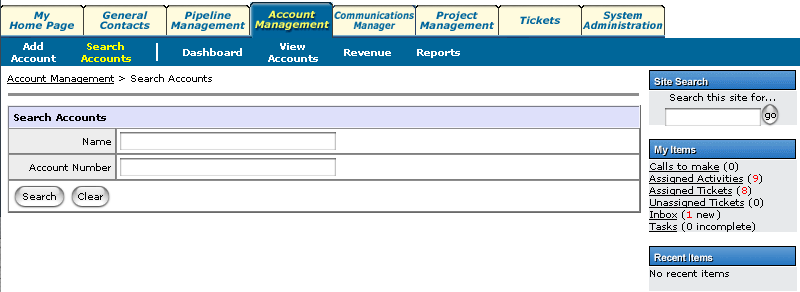 My Home Page
General Contacts
Pipeline Management
Account Management
Communications Manager
Project Management
Tickets
System Administration
Add Account
Search Accounts
Dashboard
View Accounts
Revenue
Reports
Account Management > Search Accounts
Search Accounts
Name
Account Number
Search
Clear
Site Search
Search this site for...
go
My Items
Calls to make (0)
Assigned Activities (9)
Assigned Tickets (8)
Unassigned Tickets (0)
Inbox (1 new)
Tasks (0 incomplete)
Recent Items
No recent items